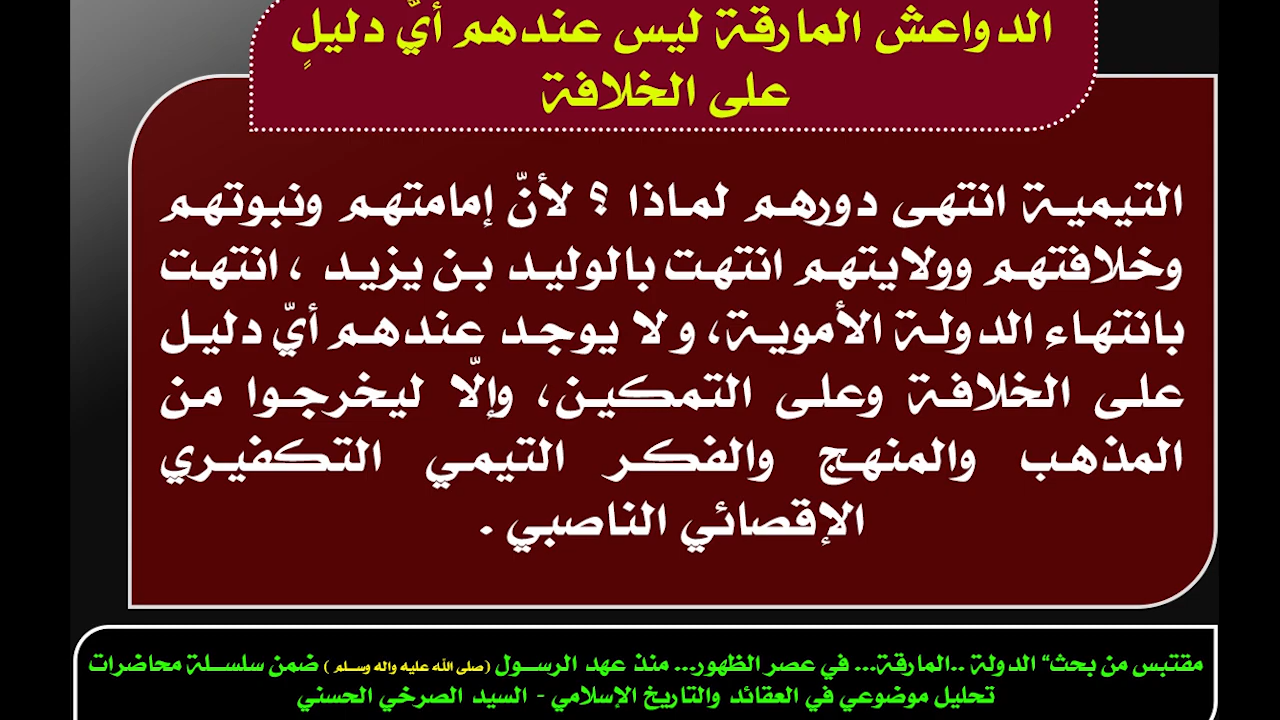 الدواعش المارقة ليس عندهم أيّ دليلٍ
على الخلافة
التيمية انتهى دورهم لماذا ؟ لأنّ إمامتهم ونبوتهم
وخلافتهم وولايتهم انتهت بالوليد بن يزيد ، انتهت
بانتهاء الدولة الأموية، ولا يوجد عندهم أيّ دليل
على الخلافة وعلى التمكين، وإلّا ليخرجوا من
المذهب والمنهج والفكر التيمي التكفيري
الإقصائي الناصبي .
مقتبس من بحث“ الدولة ..المارقة... في عصر الظهور... منذ عهد الرسول (صلى الله عليه واله وسلم ) ضمن سلسلة محاضرات
تحليل موضوعي في العقائد والتاريخ الإسلامي - السيد الصرخي الحسني